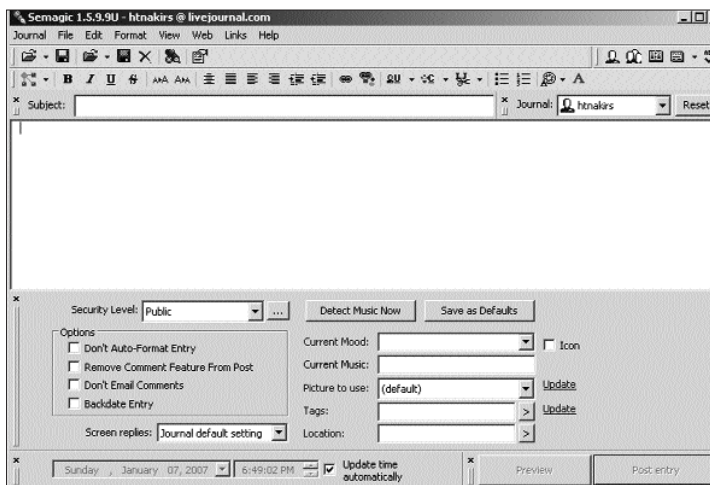 Semagic 1.5.9.9U - htnakirs @ livejournal.com
Journal File Edit Format View Web Links Help
B I U S AAA AAA A
Subject: Journal: htnakirs Reset
Security Level: Public ... Detect Music Now Save as Defaults
Options
Don't Auto-Format Entry
Remove Comment Feature From Post
Don't Email Comments
Backdate Entry
Screen replies: Journal default setting
Current Mood: Icon
Current Music:
Picture to use: (default) Update
Tags: > Update
Location: >
Sunday , January 07, 2007 6:49:02 PM Update time automatically Preview Post entry